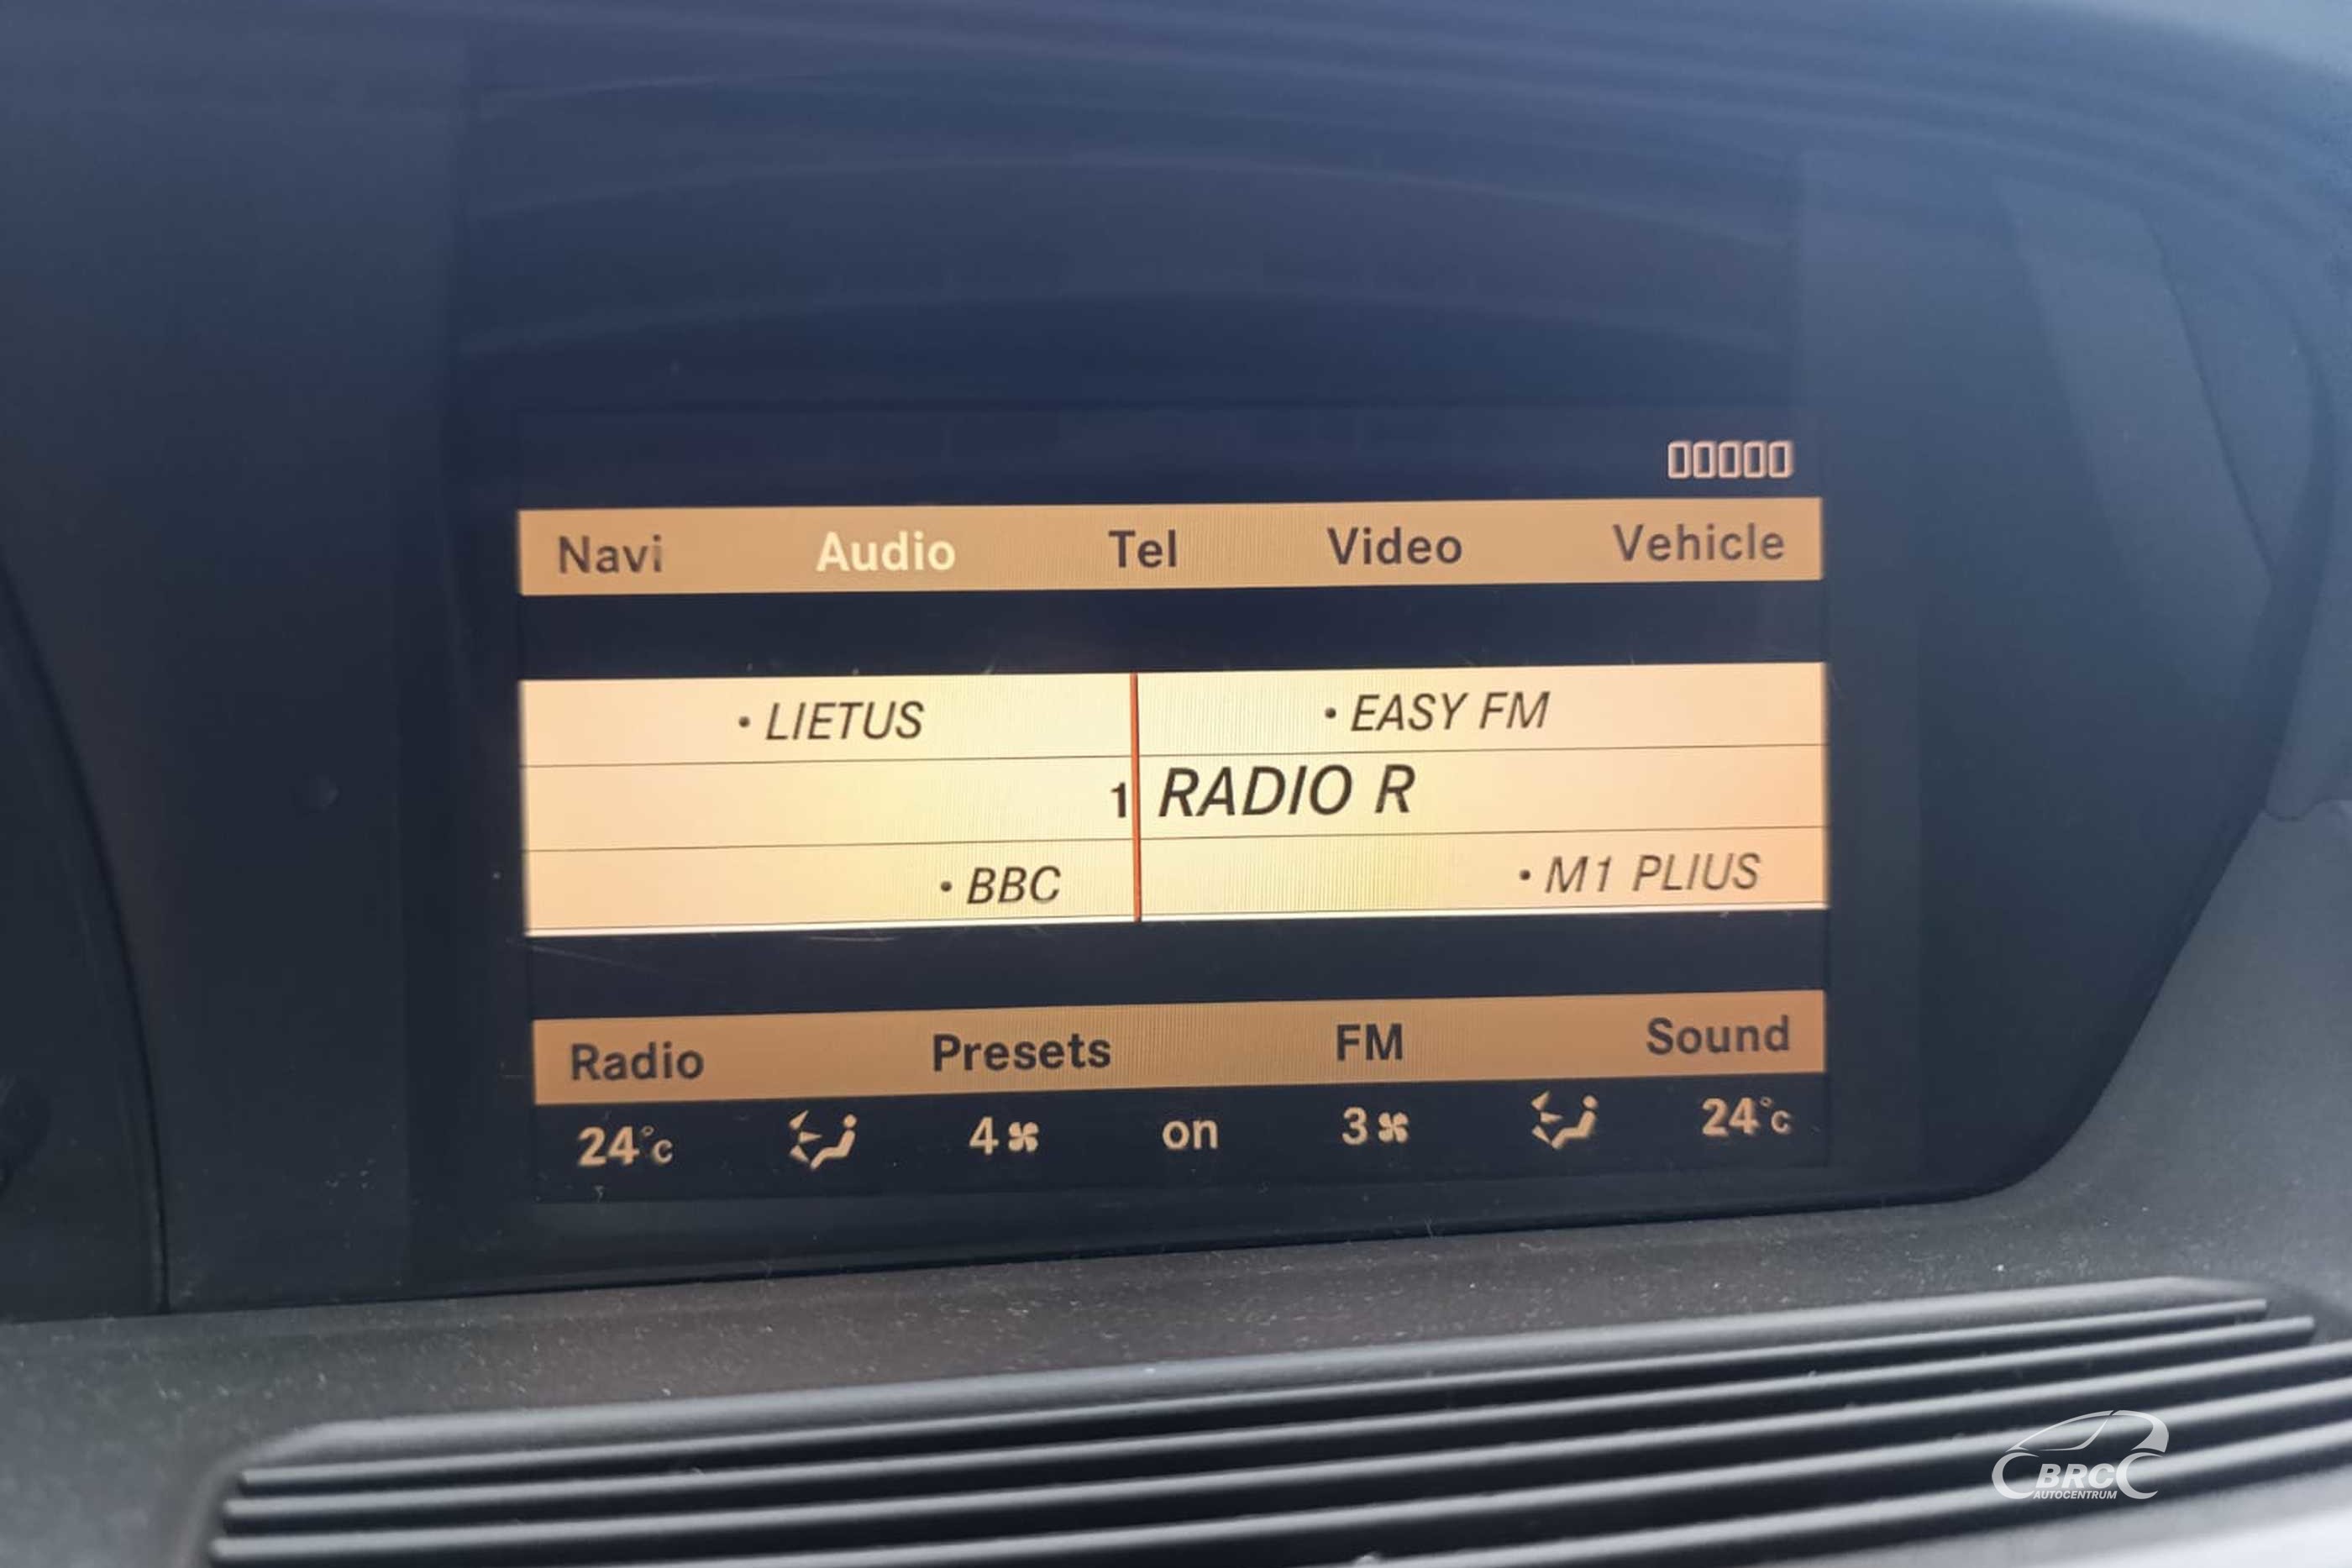 00000
Navi Audio Tel Video Vehicle
• LIETUS • EASY FM
1 RADIO R
• BBC • M1 PLIUS
Radio Presets FM Sound
24°C 4 on 3 24°C
BRC
AUTOCENTRUM